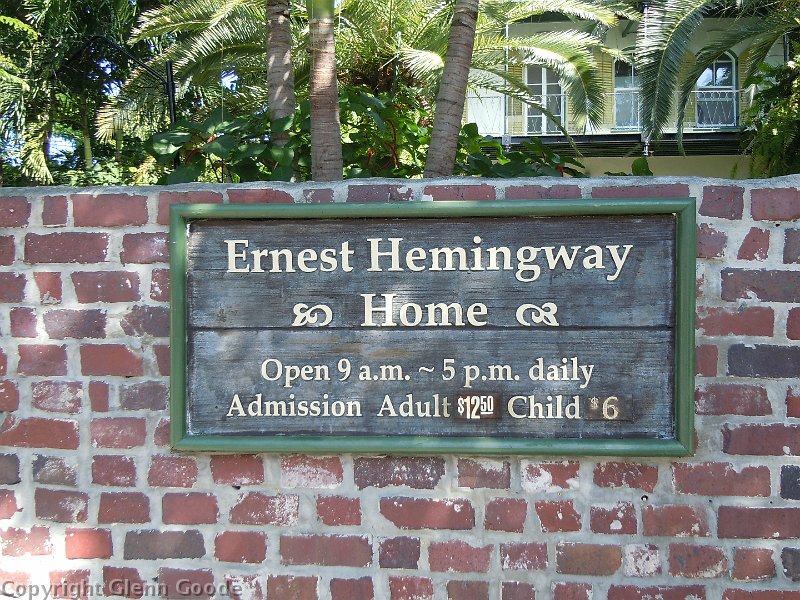 Ernest Hemingway
Home
Open 9 a.m. ~ 5 p.m. daily
Admission Adult $12.50 Child $6
Copyright Glenn Goode